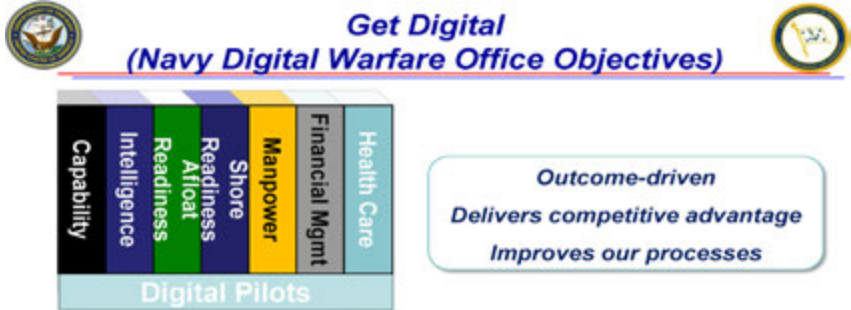 Get Digital
(Navy Digital Warfare Office Objectives)
Capability
Intelligence
Afloat
Readiness
Shore
Readiness
Manpower
Financial Mgmt
Health Care
Digital Pilots
Outcome-driven
Delivers competitive advantage
Improves our processes